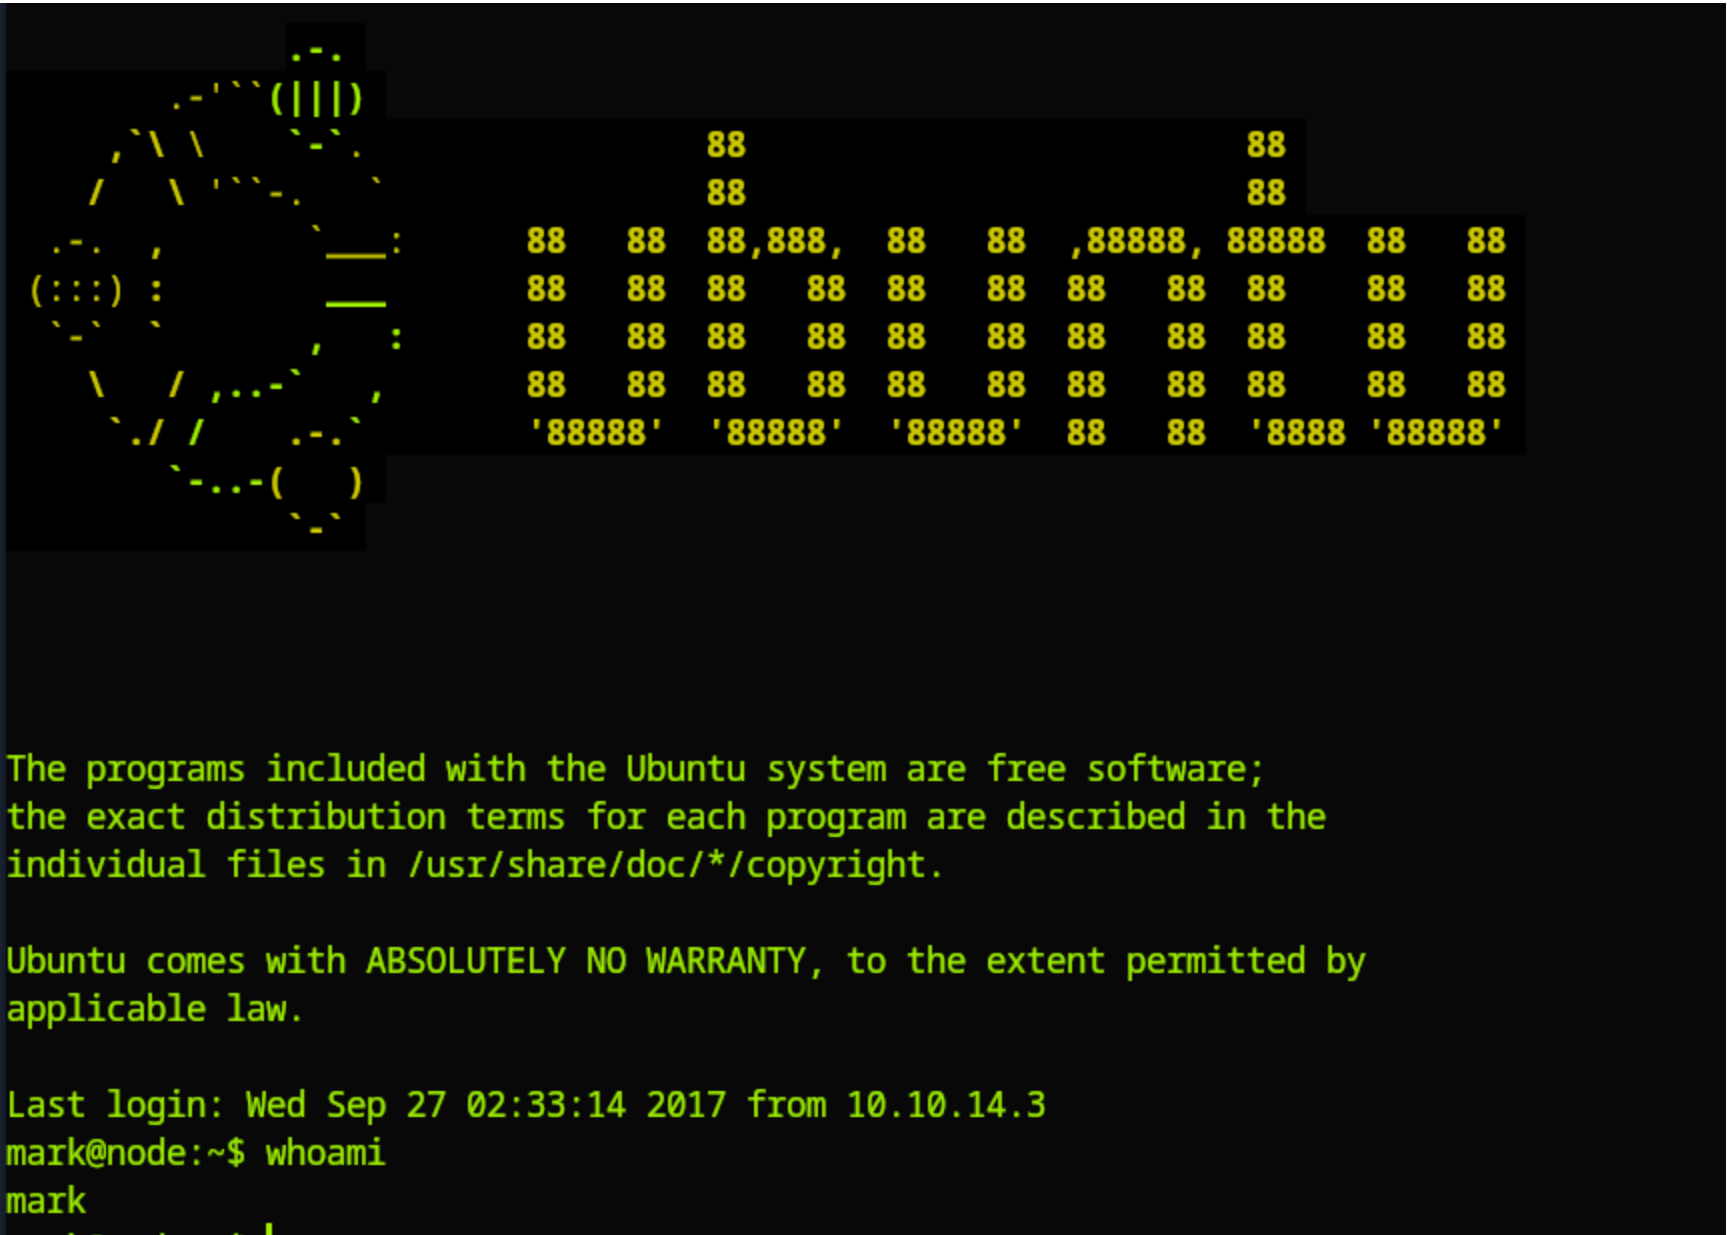 ubuntu
The programs included with the Ubuntu system are free software;
the exact distribution terms for each program are described in the
individual files in /usr/share/doc/*/copyright.
Ubuntu comes with ABSOLUTELY NO WARRANTY, to the extent permitted by
applicable law.
Last login: Wed Sep 27 02:33:14 2017 from 10.10.14.3
mark@node:~$ whoami
mark